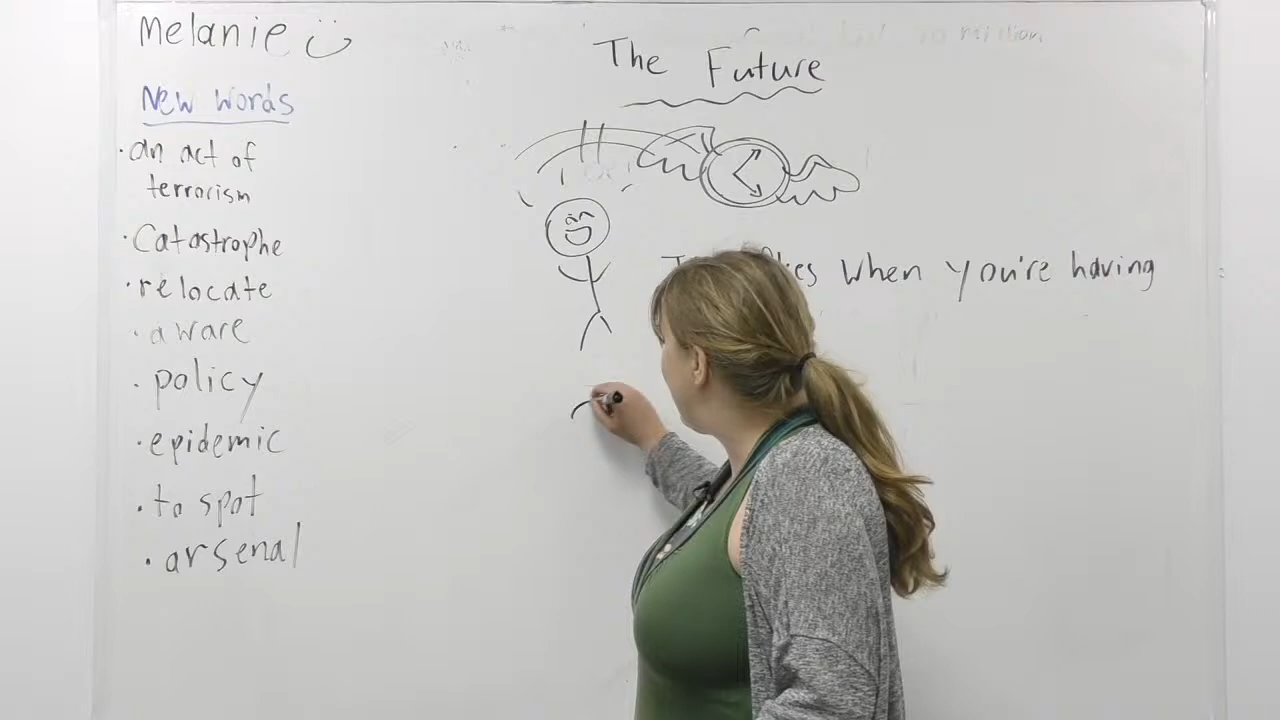 Melanie
New words
· an act of
terrorism
· Catastrophe
· relocate
· aware
· policy
· epidemic
· to spot
· arsenal
The Future
when you're having